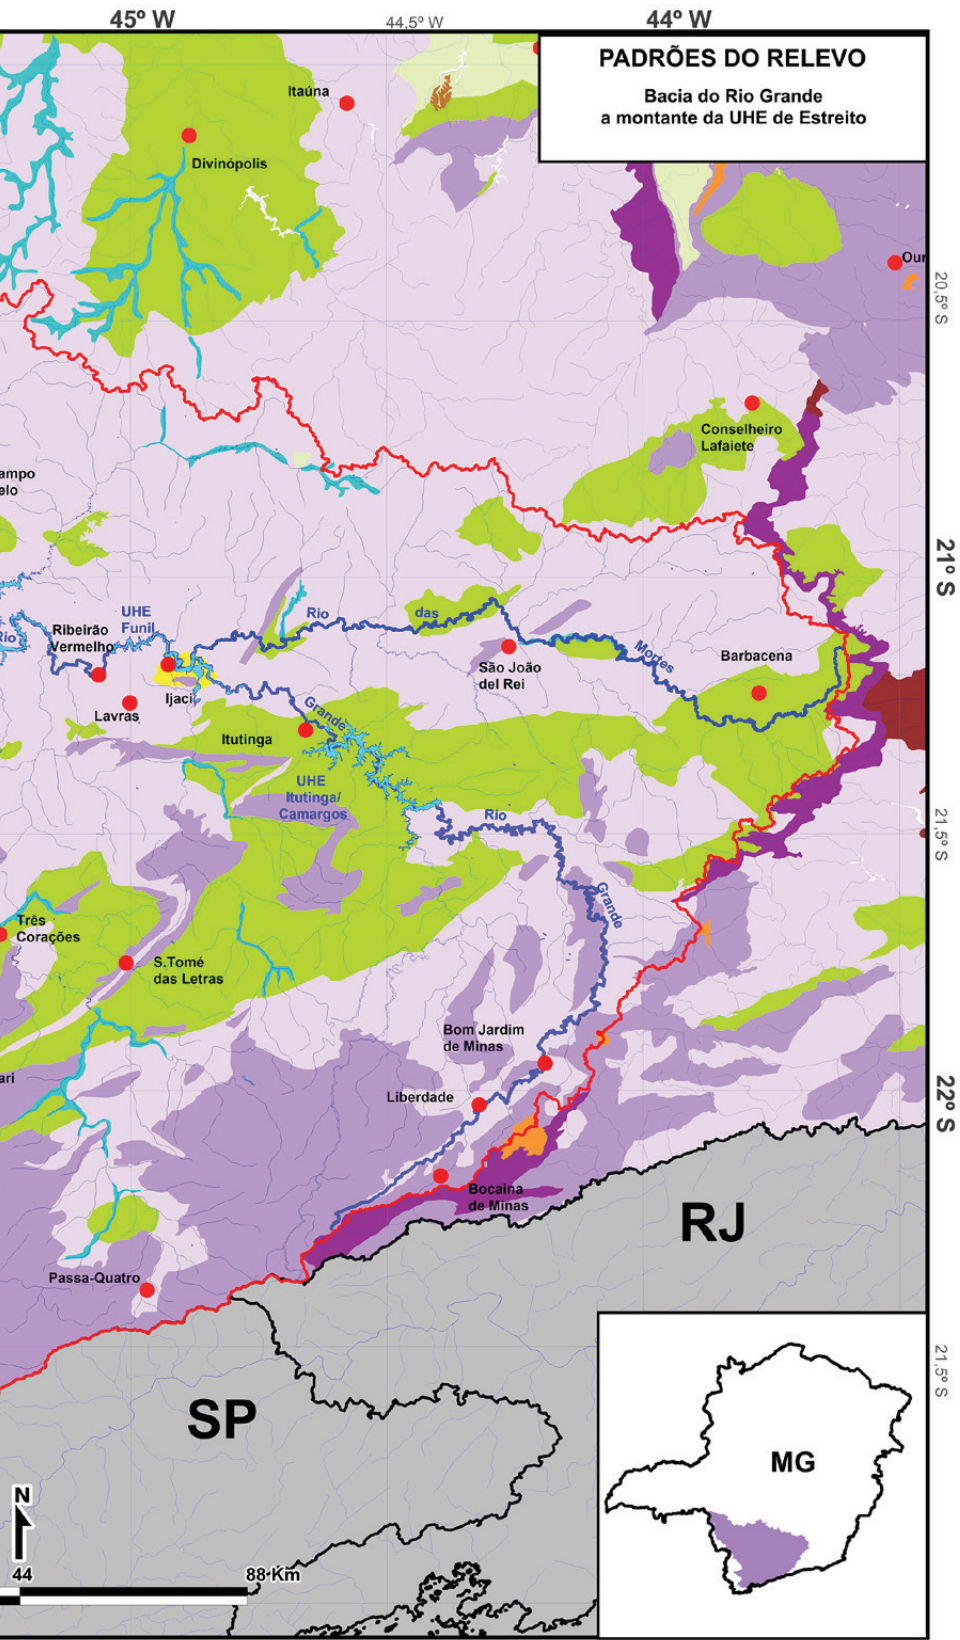 45º W
44,5º W
44º W
PADRÕES DO RELEVO
Bacia do Rio Grande
a montante da UHE de Estreito
Itaúna
Divinópolis
Our
20,5º S
Conselheiro
Lafaiete
ampo
elo
21º S
UHE
Funil
Rio
das
Mortes
Rio
Ribeirão
Vermelho
São João
del Rei
Barbacena
Ijaci
Lavras
Grande
Itutinga
UHE
Itutinga/
Camargos
Rio
21,5º S
Grande
Três
Corações
S.Tomé
das Letras
Bom Jardim
de Minas
ari
Liberdade
22º S
Bocaina
de Minas
RJ
Passa-Quatro
21,5º S
SP
MG
N
44
88 Km